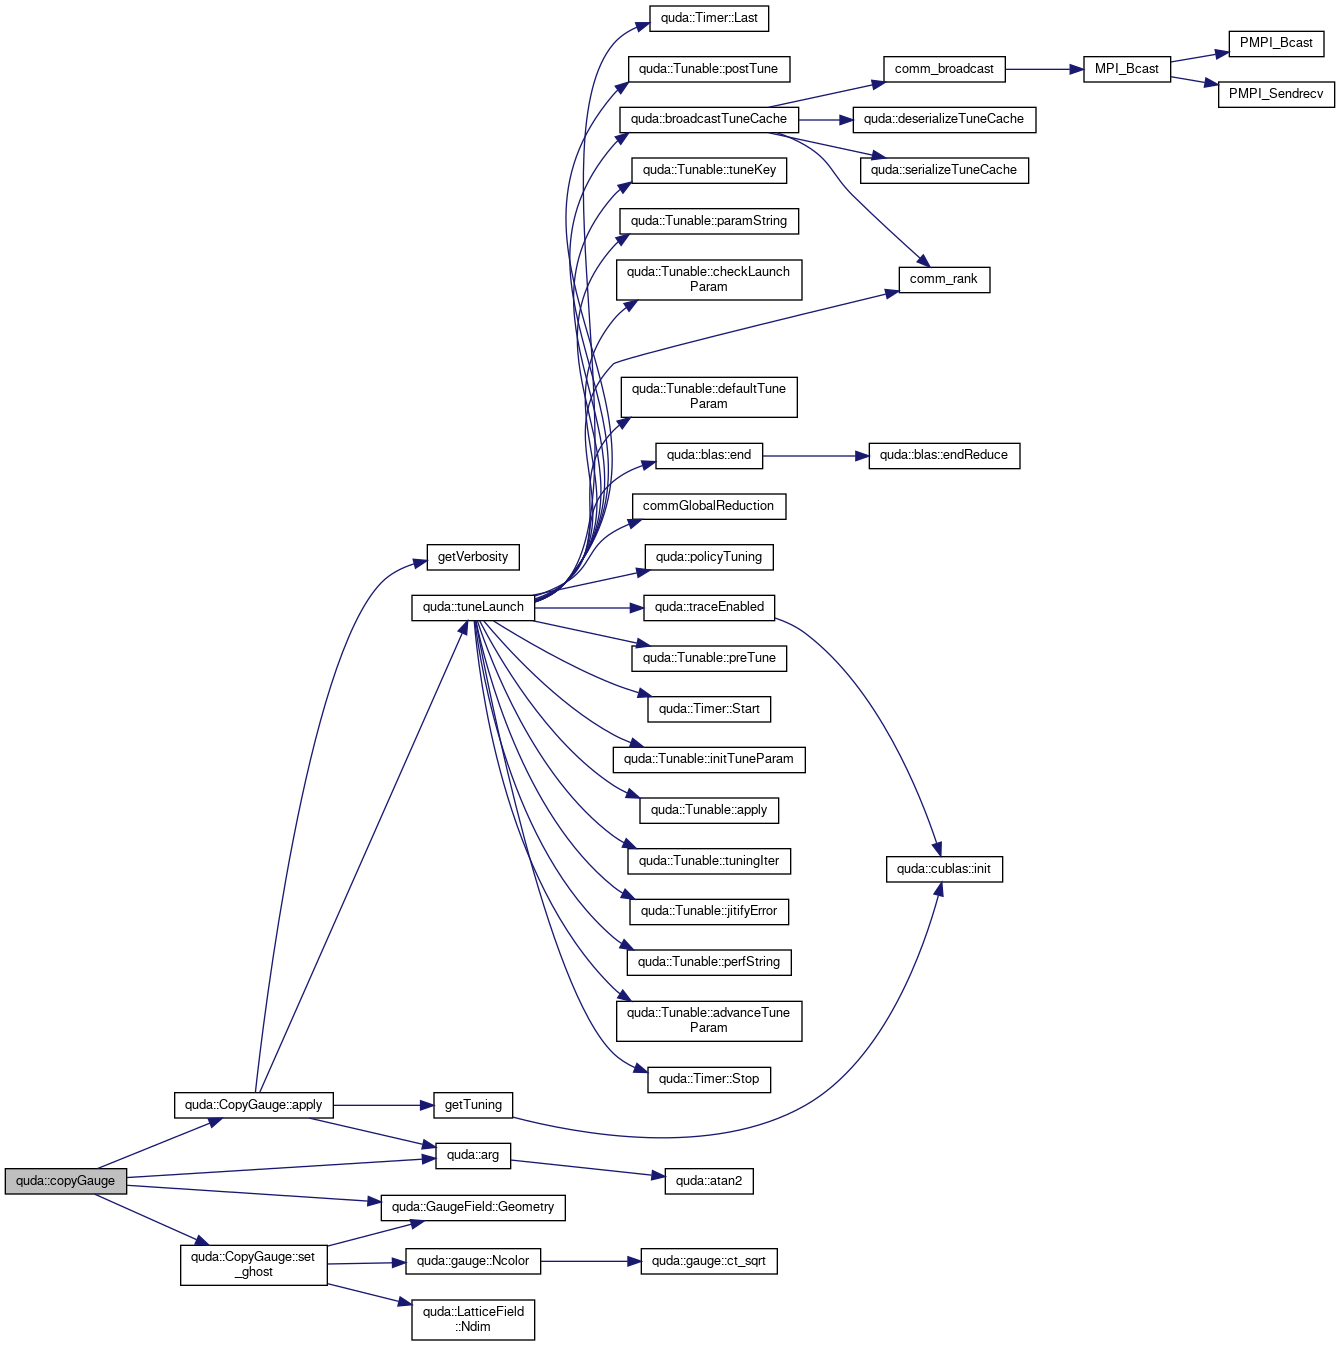 quda::Timer::Last
quda::Tunable::postTune
quda::broadcastTuneCache
quda::Tunable::tuneKey
quda::Tunable::paramString
quda::Tunable::checkLaunch
Param
quda::Tunable::defaultTune
Param
quda::blas::end
commGlobalReduction
quda::policyTuning
quda::traceEnabled
quda::Tunable::preTune
quda::Timer::Start
quda::Tunable::initTuneParam
quda::Tunable::apply
quda::Tunable::tuningIter
quda::Tunable::jitifyError
quda::Tunable::perfString
quda::Tunable::advanceTune
Param
quda::Timer::Stop
comm_broadcast
MPI_Bcast
PMPI_Bcast
PMPI_Sendrecv
quda::deserializeTuneCache
quda::serializeTuneCache
comm_rank
quda::blas::endReduce
quda::cublas::init
getVerbosity
quda::tuneLaunch
quda::CopyGauge::apply
getTuning
quda::arg
quda::atan2
quda::copyGauge
quda::GaugeField::Geometry
quda::CopyGauge::set
_ghost
quda::gauge::Ncolor
quda::gauge::ct_sqrt
quda::LatticeField
::Ndim